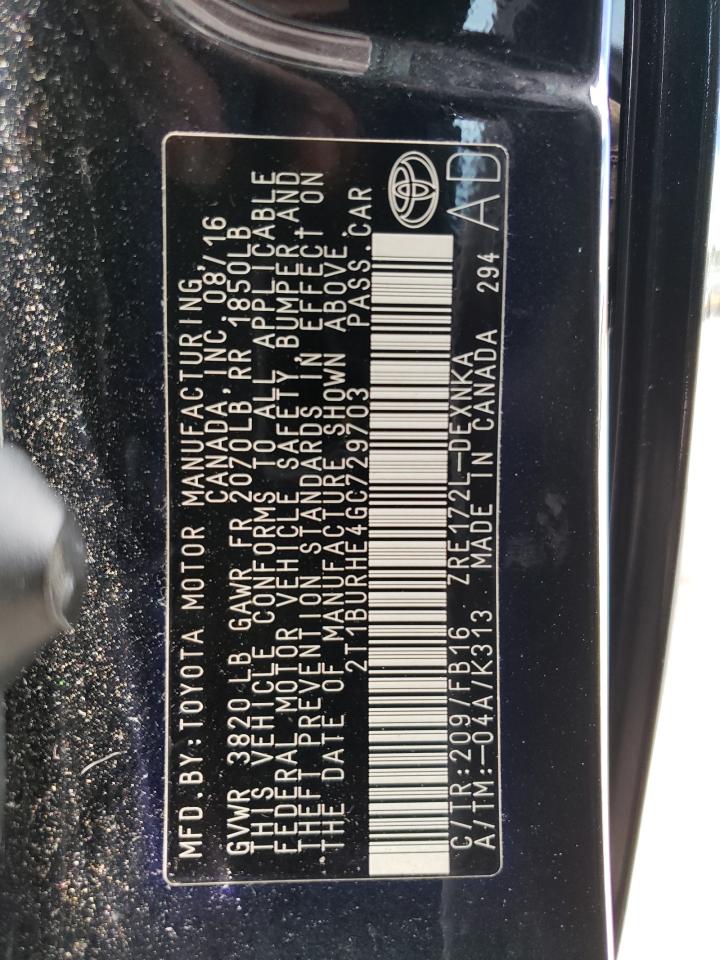 MFD.BY:TOYOTA MOTOR MANUFACTURING,
CANADA, INC. 08/16
GVWR 3820LB GAWR FR 2070LB RR 1850LB
THIS VEHICLE CONFORMS TO ALL APPLICABLE
FEDERAL MOTOR VEHICLE SAFETY, BUMPER, AND
THEFT PREVENTION STANDARDS IN EFFECT ON
THE DATE OF MANUFACTURE SHOWN ABOVE.
2T1BURHE4GC729703 PASS.CAR
C/TR:209/FB16 ZRE172L-DEXNKA
A/TM:-04A/K313 MADE IN CANADA 294
AD